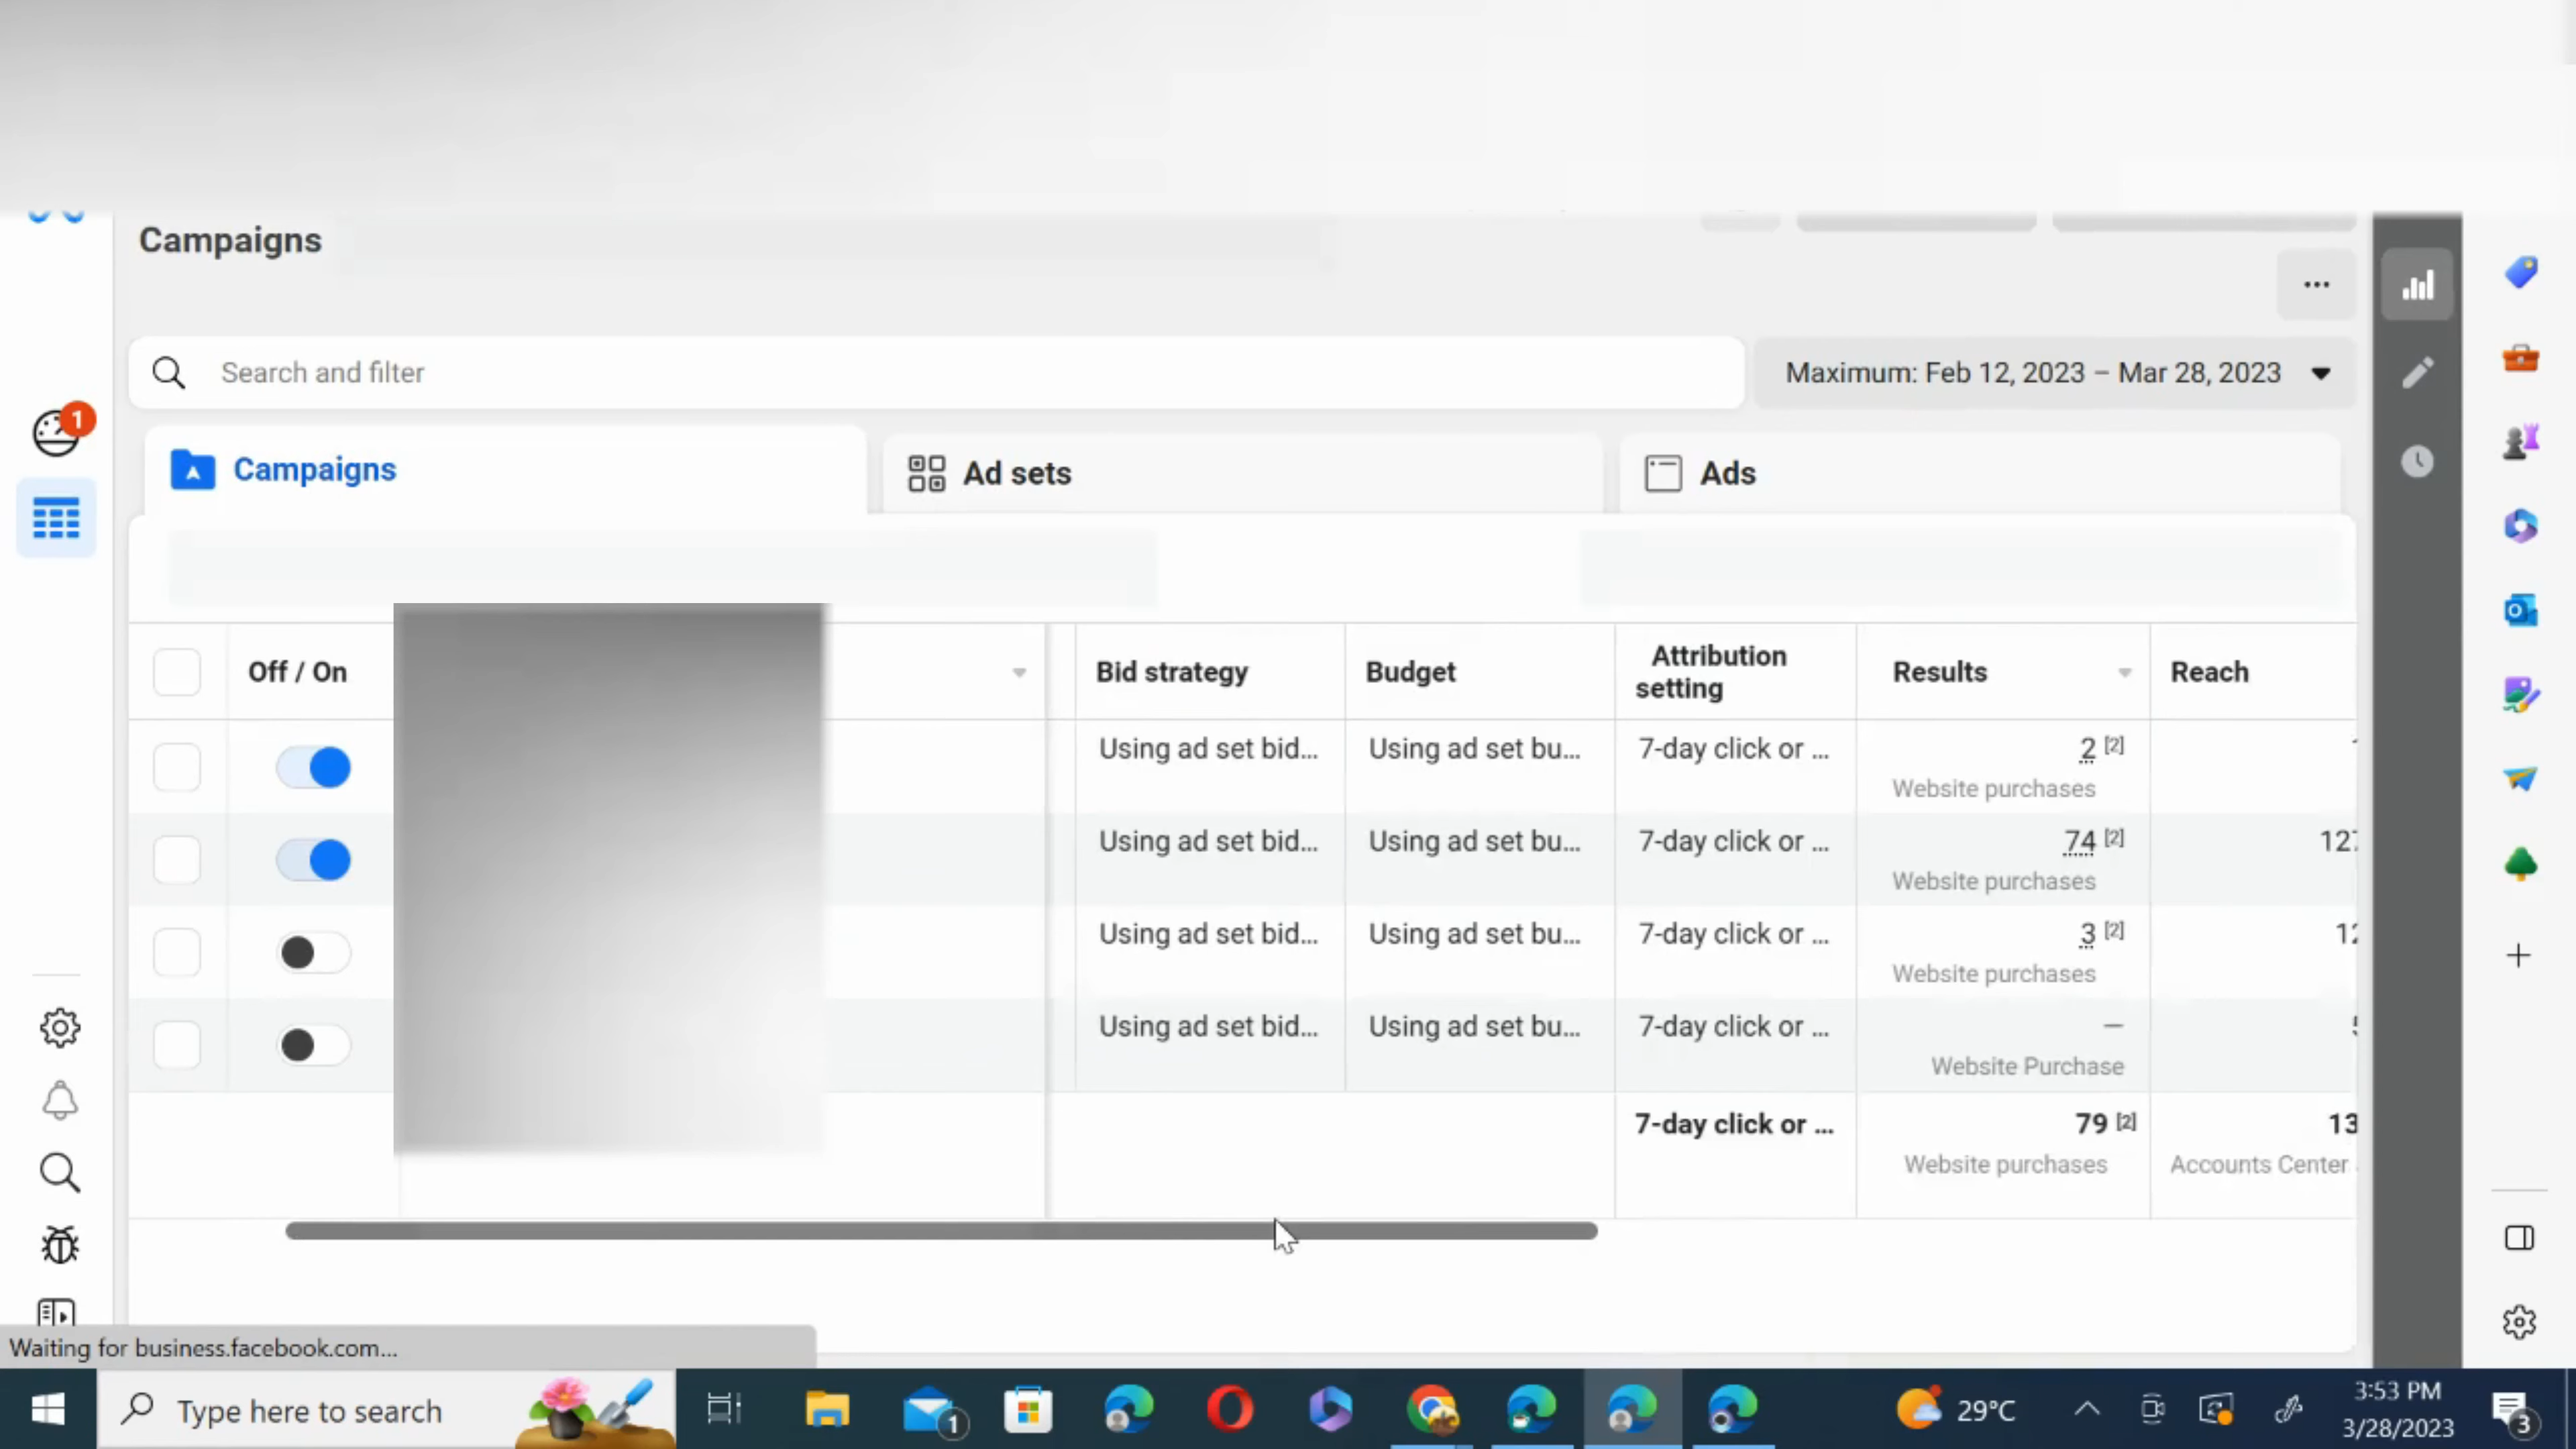 Campaigns
...
Search and filter
Maximum: Feb 12, 2023 – Mar 28, 2023
1
Campaigns
Ad sets
Ads
Off / On
Bid strategy
Budget
Attribution
setting
Results
Reach
Using ad set bid...
Using ad set bu...
7-day click or ...
2 [2]
Website purchases
Using ad set bid...
Using ad set bu...
7-day click or ...
74 [2]
Website purchases
Using ad set bid...
Using ad set bu...
7-day click or ...
3 [2]
Website purchases
Using ad set bid...
Using ad set bu...
7-day click or ...
—
Website Purchase
7-day click or ...
79 [2]
Website purchases
Accounts Center
Waiting for business.facebook.com...
Type here to search
1
29°C
3:53 PM
3/28/2023
3